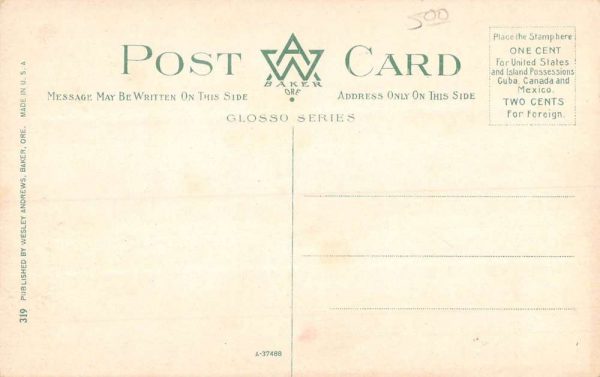 500
POST CARD
AW
BAKER
ORE.
MESSAGE MAY BE WRITTEN ON THIS SIDE
ADDRESS ONLY ON THIS SIDE
GLOSSO SERIES
Place the Stamp here
ONE CENT
For United States
and Island Possessions
Cuba, Canada and
Mexico.
TWO CENTS
For Foreign.
319 PUBLISHED BY WESLEY ANDREWS, BAKER, ORE. MADE IN U.S.A
A-37488